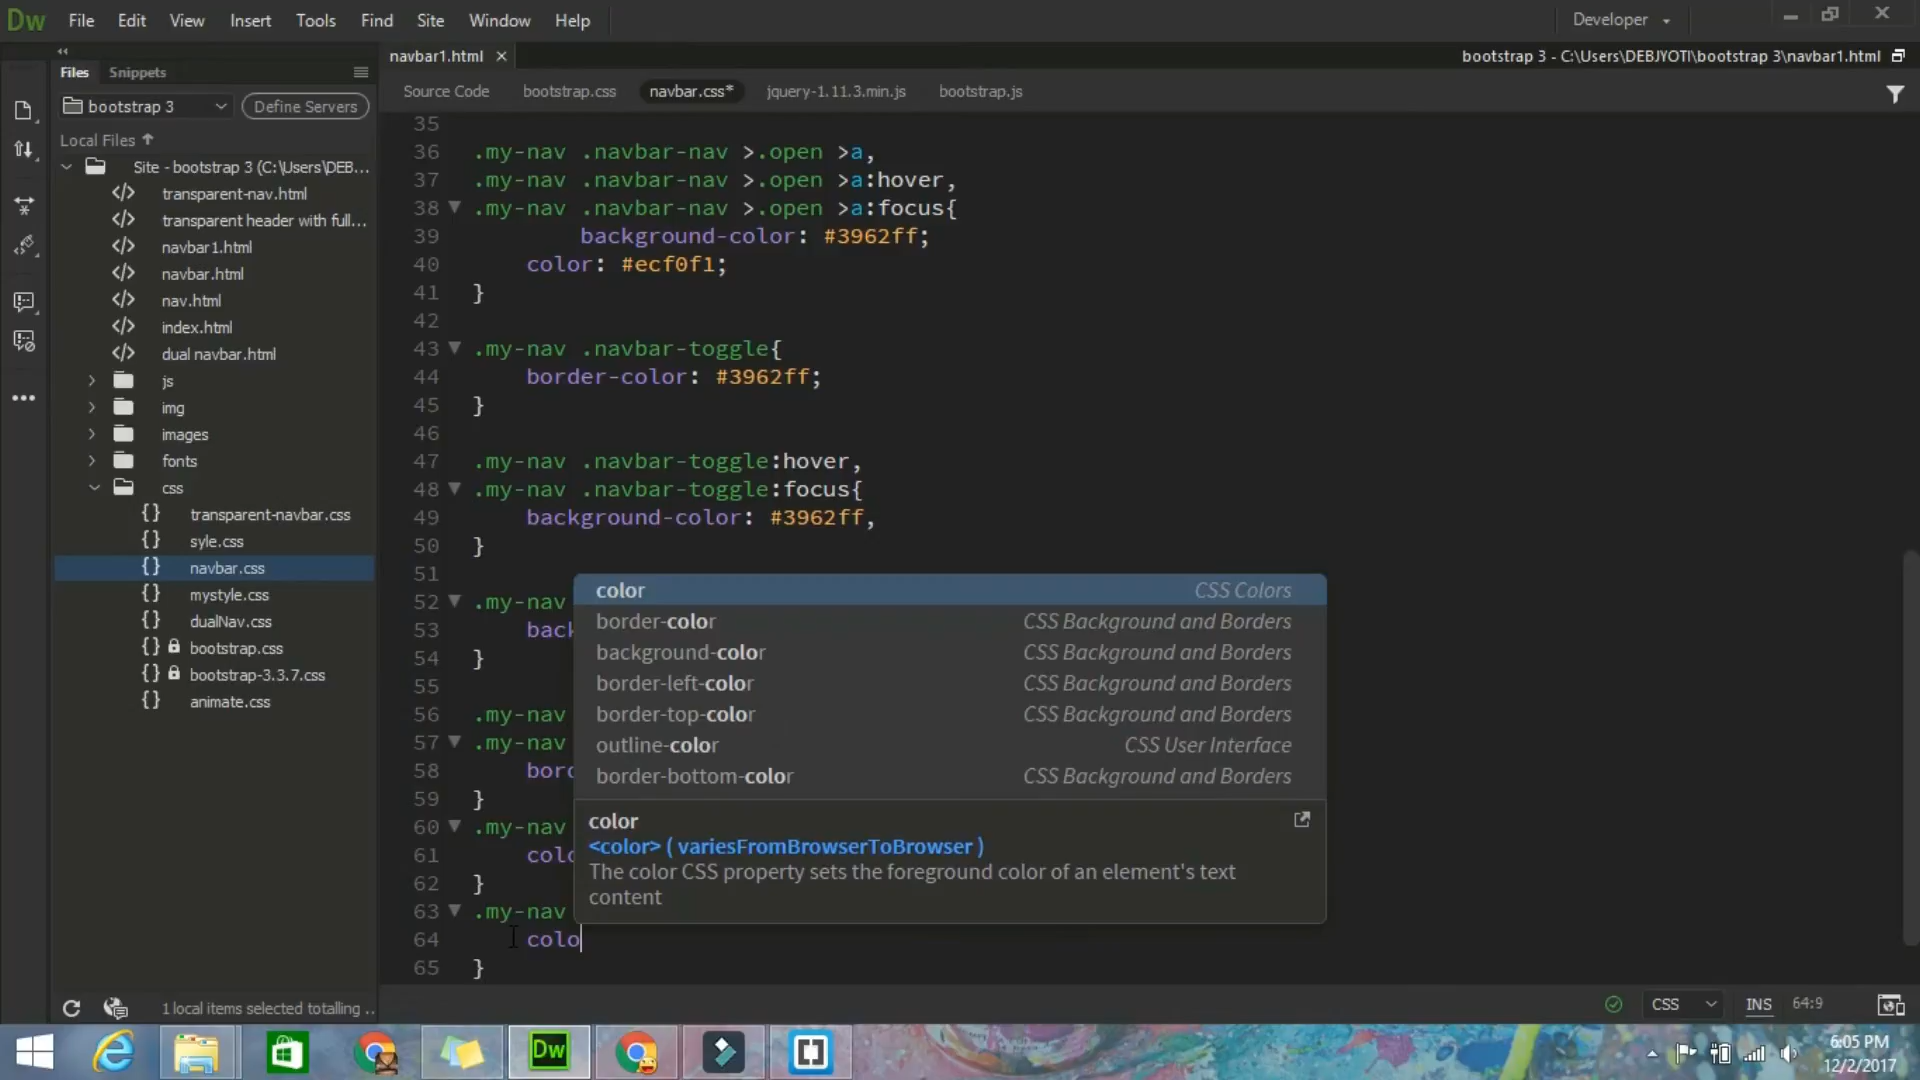 Dw File Edit View Insert Tools Find Site Window Help Developer
Files Snippets
navbar1.html
bootstrap 3 - C:\Users\DEBJYOTI\bootstrap 3\navbar1.html
bootstrap 3 Define Servers
Source Code bootstrap.css navbar.css* jquery-1.11.3.min.js bootstrap.js
Local Files
Site - bootstrap 3 (C:\Users\DEB...
transparent-nav.html
transparent header with full...
navbar1.html
navbar.html
nav.html
index.html
dual navbar.html
js
img
images
fonts
css
transparent-navbar.css
syle.css
navbar.css
mystyle.css
dualNav.css
bootstrap.css
bootstrap-3.3.7.css
animate.css
1 local items selected totalling ..
35
36 .my-nav .navbar-nav >.open >a,
37 .my-nav .navbar-nav >.open >a:hover,
38 .my-nav .navbar-nav >.open >a:focus{
39 background-color: #3962ff;
40 color: #ecf0f1;
41 }
42
43 .my-nav .navbar-toggle{
44 border-color: #3962ff;
45 }
46
47 .my-nav .navbar-toggle:hover,
48 .my-nav .navbar-toggle:focus{
49 background-color: #3962ff,
50 }
51
52 .my-nav
53 back
54 }
55
56 .my-nav
57 .my-nav
58 bord
59 }
60 .my-nav
61 colo
62 }
63 .my-nav
64 colo
65 }
color CSS Colors
border-color CSS Background and Borders
background-color CSS Background and Borders
border-left-color CSS Background and Borders
border-top-color CSS Background and Borders
outline-color CSS User Interface
border-bottom-color CSS Background and Borders
color
<color> ( variesFromBrowserToBrowser )
The color CSS property sets the foreground color of an element's text
content
CSS INS 64:9
Dw
6:05 PM
12/2/2017